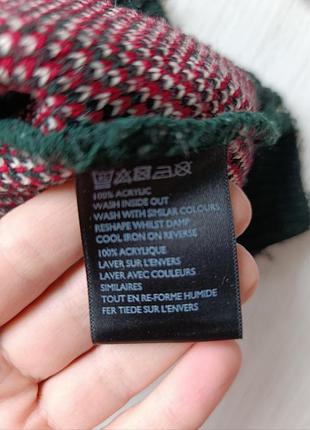 100% ACRYLIC
WASH INSIDE OUT
WASH WITH SIMILAR COLOURS
RESHAPE WHILST DAMP
COOL IRON ON REVERSE
100% ACRYLIQUE
LAVER SUR L'ENVERS
LAVER AVEC COULEURS
SIMILAIRES
TOUT EN RE-FORME HUMIDE
FER TIEDE SUR L'ENVERS